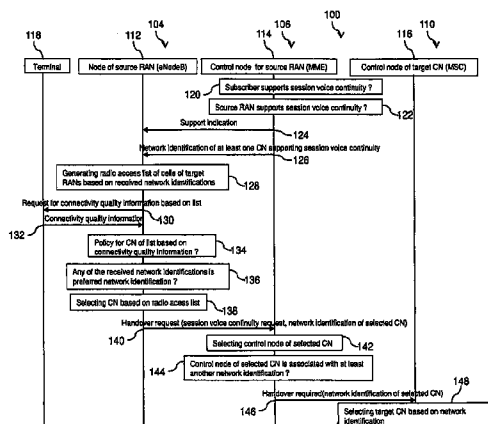 100
104
106
110
118
112
114
116
Terminal
Node of source RAN (eNodeB)
Control node for source RAN (MME)
Control node of target CN (MSC)
120
Subscriber supports session voice continuity ?
Source RAN supports session voice continuity ?
122
Support indication
124
Network identification of at least one CN supporting session voice continuity
126
Generating radio access list of cells of target
RANs based on received network identifications
128
Request for connectivity quality information based on list
130
Connectivity quality information
132
Policy for CN of list based on
connectivity quality information ?
134
Any of the received network identifications is
preferred network identification ?
136
Selecting CN based on radio acess list
138
Handover request (session voice continuity request, network identification of selected CN)
140
Selecting control node of selected CN
142
Control node of selected CN is associated with at least
another network identification ?
144
Handover required(network identification of selected CN)
146
148
Selecting target CN based on network
identification